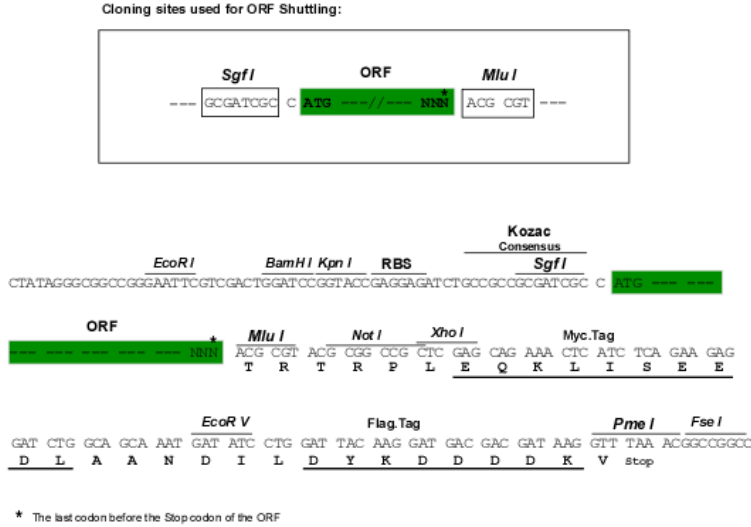 Cloning sites used for ORF Shuttling:
Sgf I ORF Mlu I
--- GCGATCGC C ATG ---//--- NNN* ACG CGT ---
Kozac
Consensus
EcoR I BamH I Kpn I RBS Sgf I
CTATAGGGCGGCCGGGAATTCGTCGACTGGATCCGGTACCGAGGAGATCTGCCGCCGCGATCGC C ATG --- ---
ORF Mlu I Not I Xho I Myc.Tag
--- --- --- --- --- NNN* ACG CGT ACG CGG CCG CTC GAG CAG AAA CTC ATC TCA GAA GAG
T R T R P L E Q K L I S E E
EcoR V Flag.Tag Pme I Fse I
GAT CTG GCA GCA AAT GAT ATC CTG GAT TAC AAG GAT GAC GAC GAT AAG GTT TAA ACGGCCGGCC
D L A A N D I L D Y K D D D D K V Stop
* The last codon before the Stop codon of the ORF